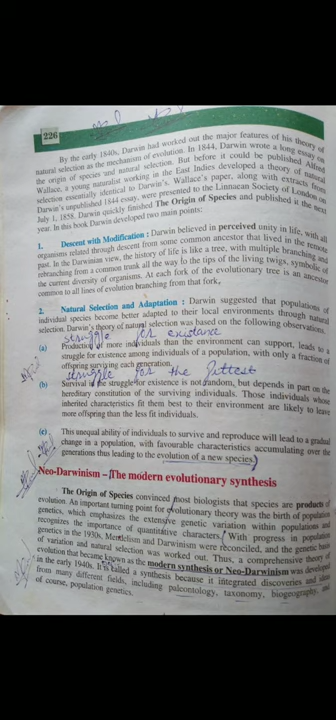 226
By the early 1840s, Darwin had worked out the major features of his theory of
natural selection as the mechanism of evolution. In 1844, Darwin wrote a long essay on
the origin of species and natural selection. But before it could be published Alfred
Wallace, a young naturalist working in the East Indies developed a theory of natural
selection essentially identical to Darwin's. Wallace's paper, along with extracts from
Darwin's unpublished 1844 essay, were presented to the Linnaean Society of London on
July 1, 1858. Darwin quickly finished The Origin of Species and published it the next
year. In this book Darwin developed two main points:
1. Descent with Modification : Darwin believed in perceived unity in life, with all
organisms related through descent from some common ancestor that lived in the remote
past. In the Darwinian view, the history of life is like a tree, with multiple branching and
rebranching from a common trunk all the way to the tips of the living twigs, symbolic of
the current diversity of organisms. At each fork of the evolutionary tree is an ancestor
common to all lines of evolution branching from that fork.
2. Natural Selection and Adaptation : Darwin suggested that populations of
individual species become better adapted to their local environments through natural
selection. Darwin's theory of natural selection was based on the following observations.
struggle for existance
(a) Production of more individuals than the environment can support, leads to a
struggle for existence among individuals of a population, with only a fraction of
offspring surviving each generation.
struggle for the fittest
(b) Survival in the struggle for existence is not random, but depends in part on the
hereditary constitution of the surviving individuals. Those individuals whose
inherited characteristics fit them best to their environment are likely to leave
more offspring than the less fit individuals.
(c) This unequal ability of individuals to survive and reproduce will lead to a gradual
change in a population, with favourable characteristics accumulating over the
generations thus leading to the evolution of a new species.
Neo-Darwinism – The modern evolutionary synthesis
The Origin of Species convinced most biologists that species are products of
evolution. An important turning point for evolutionary theory was the birth of population
genetics, which emphasizes the extensive genetic variation within populations and
recognizes the importance of quantitative characters. With progress in population
genetics in the 1930s, Mendelism and Darwinism were reconciled, and the genetic basis
of variation and natural selection was worked out. Thus, a comprehensive theory of
evolution that became known as the modern synthesis or Neo-Darwinism was developed
in the early 1940s. It is called a synthesis because it integrated discoveries and ideas
from many different fields, including paleontology, taxonomy, biogeography, and
of course, population genetics.